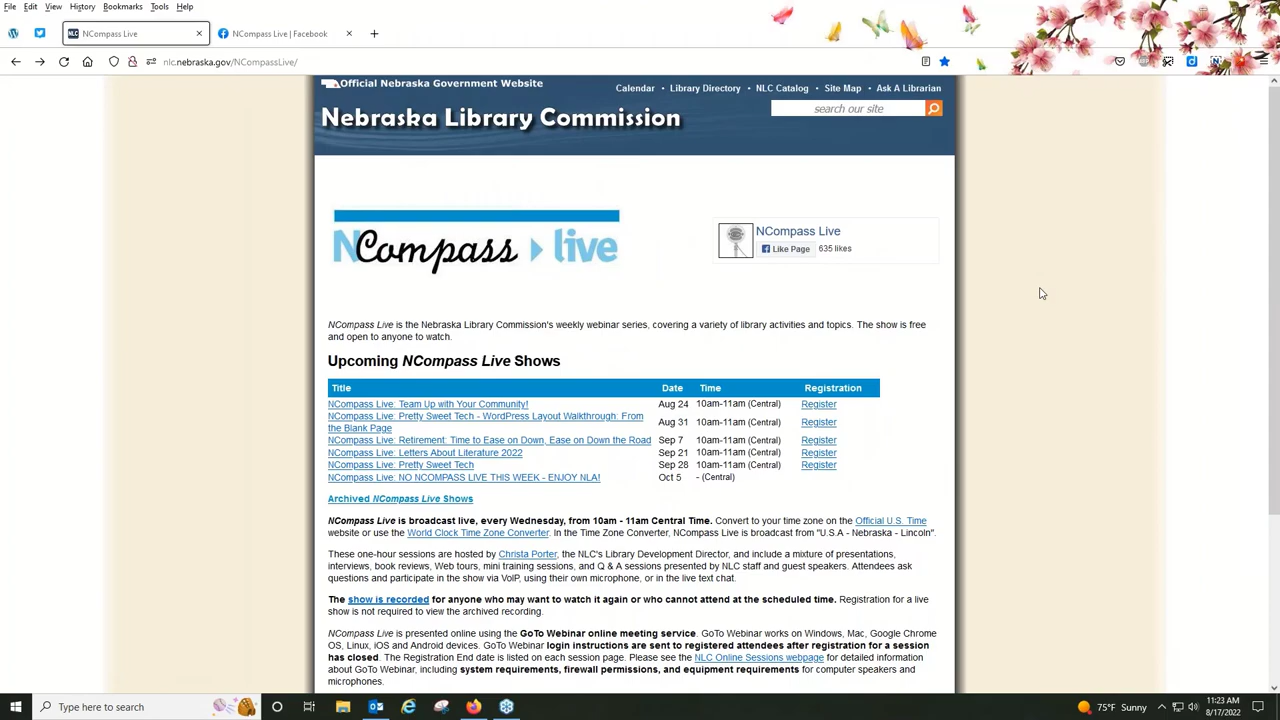 File Edit View History Bookmarks Tools Help
NCompass Live NCompass Live | Facebook
nlc.nebraska.gov/NCompassLive/
Official Nebraska Government Website
Calendar • Library Directory • NLC Catalog • Site Map • Ask A Librarian
Nebraska Library Commission
search our site
NCompass live
NCompass Live
Like Page 635 likes
NCompass Live is the Nebraska Library Commission's weekly webinar series, covering a variety of library activities and topics. The show is free
and open to anyone to watch.
Upcoming NCompass Live Shows
Title Date Time Registration
NCompass Live: Team Up with Your Community! Aug 24 10am-11am (Central) Register
NCompass Live: Pretty Sweet Tech - WordPress Layout Walkthrough: From
the Blank Page Aug 31 10am-11am (Central) Register
NCompass Live: Retirement: Time to Ease on Down, Ease on Down the Road Sep 7 10am-11am (Central) Register
NCompass Live: Letters About Literature 2022 Sep 21 10am-11am (Central) Register
NCompass Live: Pretty Sweet Tech Sep 28 10am-11am (Central) Register
NCompass Live: NO NCOMPASS LIVE THIS WEEK - ENJOY NLA! Oct 5 - (Central)
Archived NCompass Live Shows
NCompass Live is broadcast live, every Wednesday, from 10am - 11am Central Time. Convert to your time zone on the Official U.S. Time
website or use the World Clock Time Zone Converter. In the Time Zone Converter, NCompass Live is broadcast from "U.S.A - Nebraska - Lincoln".
These one-hour sessions are hosted by Christa Porter, the NLC's Library Development Director, and include a mixture of presentations,
interviews, book reviews, Web tours, mini training sessions, and Q & A sessions presented by NLC staff and guest speakers. Attendees ask
questions and participate in the show via VoIP, using their own microphone, or in the live text chat.
The show is recorded for anyone who may want to watch it again or who cannot attend at the scheduled time. Registration for a live
show is not required to view the archived recording.
NCompass Live is presented online using the GoTo Webinar online meeting service. GoTo Webinar works on Windows, Mac, Google Chrome
OS, Linux, iOS and Android devices. GoTo Webinar login instructions are sent to registered attendees after registration for a session
has closed. The Registration End date is listed on each session page. Please see the NLC Online Sessions webpage for detailed information
about GoTo Webinar, including system requirements, firewall permissions, and equipment requirements for computer speakers and
microphones.
Type here to search 75°F Sunny 11:23 AM
8/17/2022